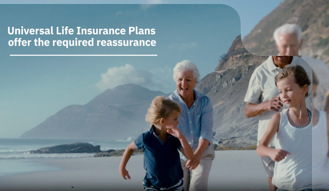 Universal Life Insurance Plans
offer the required reassurance